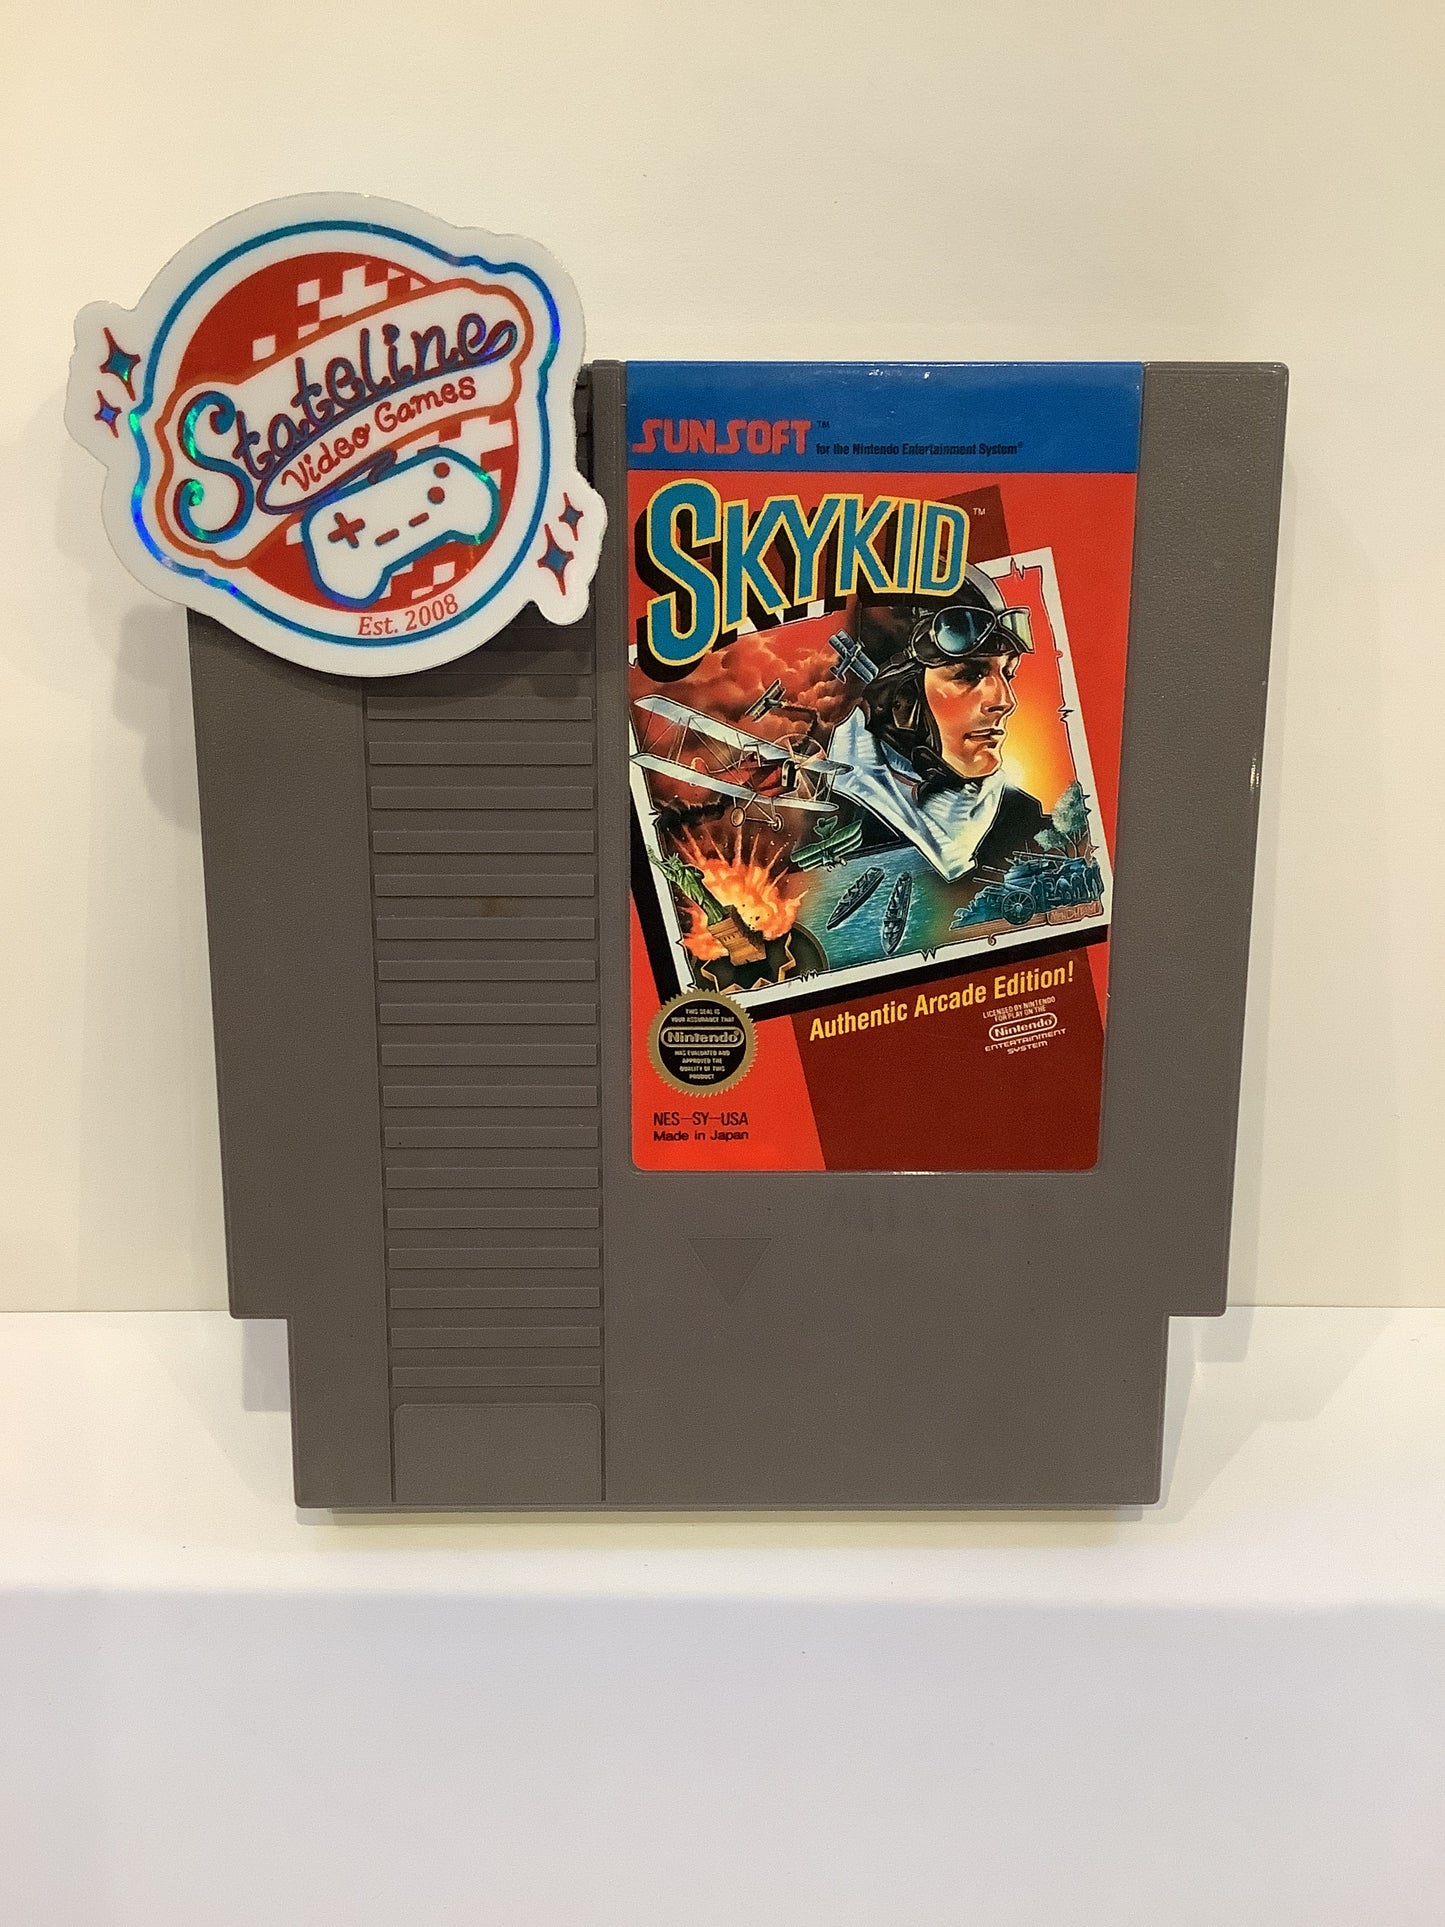 Stateline
Video Games
Est. 2008
SUNSOFT™ for the Nintendo Entertainment System®
SKYKID™
Authentic Arcade Edition!
LICENSED BY NINTENDO
FOR PLAY ON THE
Nintendo®
ENTERTAINMENT
SYSTEM
THIS SEAL IS
YOUR ASSURANCE THAT
Nintendo
HAS EVALUATED AND
APPROVED THE
QUALITY OF THIS
PRODUCT
NES-SY-USA
Made in Japan